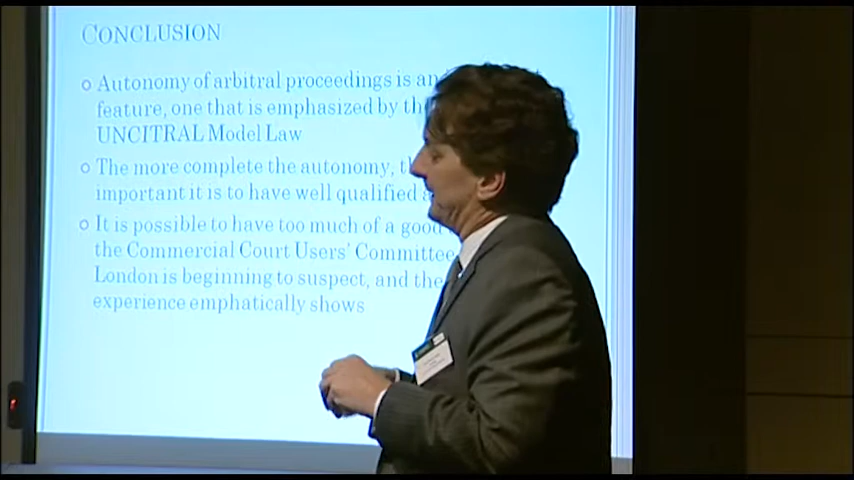 CONCLUSION
Autonomy of arbitral proceedings is an
feature, one that is emphasized by the
UNCITRAL Model Law
The more complete the autonomy,
important it is to have well qualified
It is possible to have too much of a good
the Commercial Court Users' Committee
London is beginning to suspect, and the
experience emphatically shows